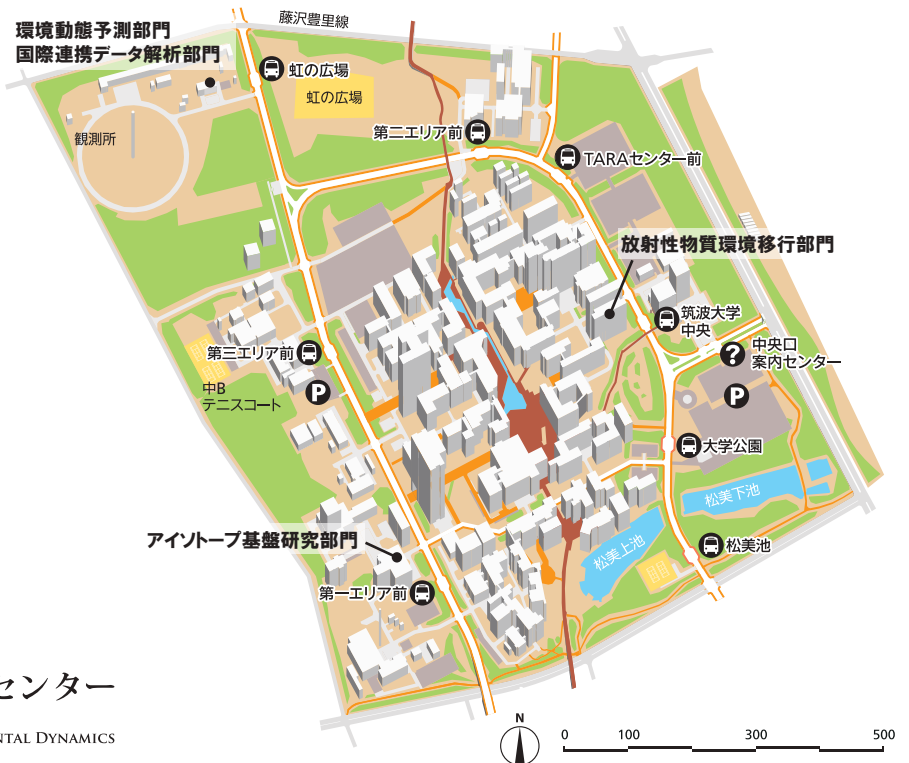 環境動態予測部門
国際連携データ解析部門
藤沢豊里線
虹の広場
虹の広場
観測所
第二エリア前
TARAセンター前
放射性物質環境移行部門
筑波大学
中央
?
中央口
案内センター
第三エリア前
P
P
中B
テニスコート
大学公園
松美下池
アイソトープ基盤研究部門
松美上池
松美池
第一エリア前
センター
NTAL DYNAMICS
N
0 100 300 500